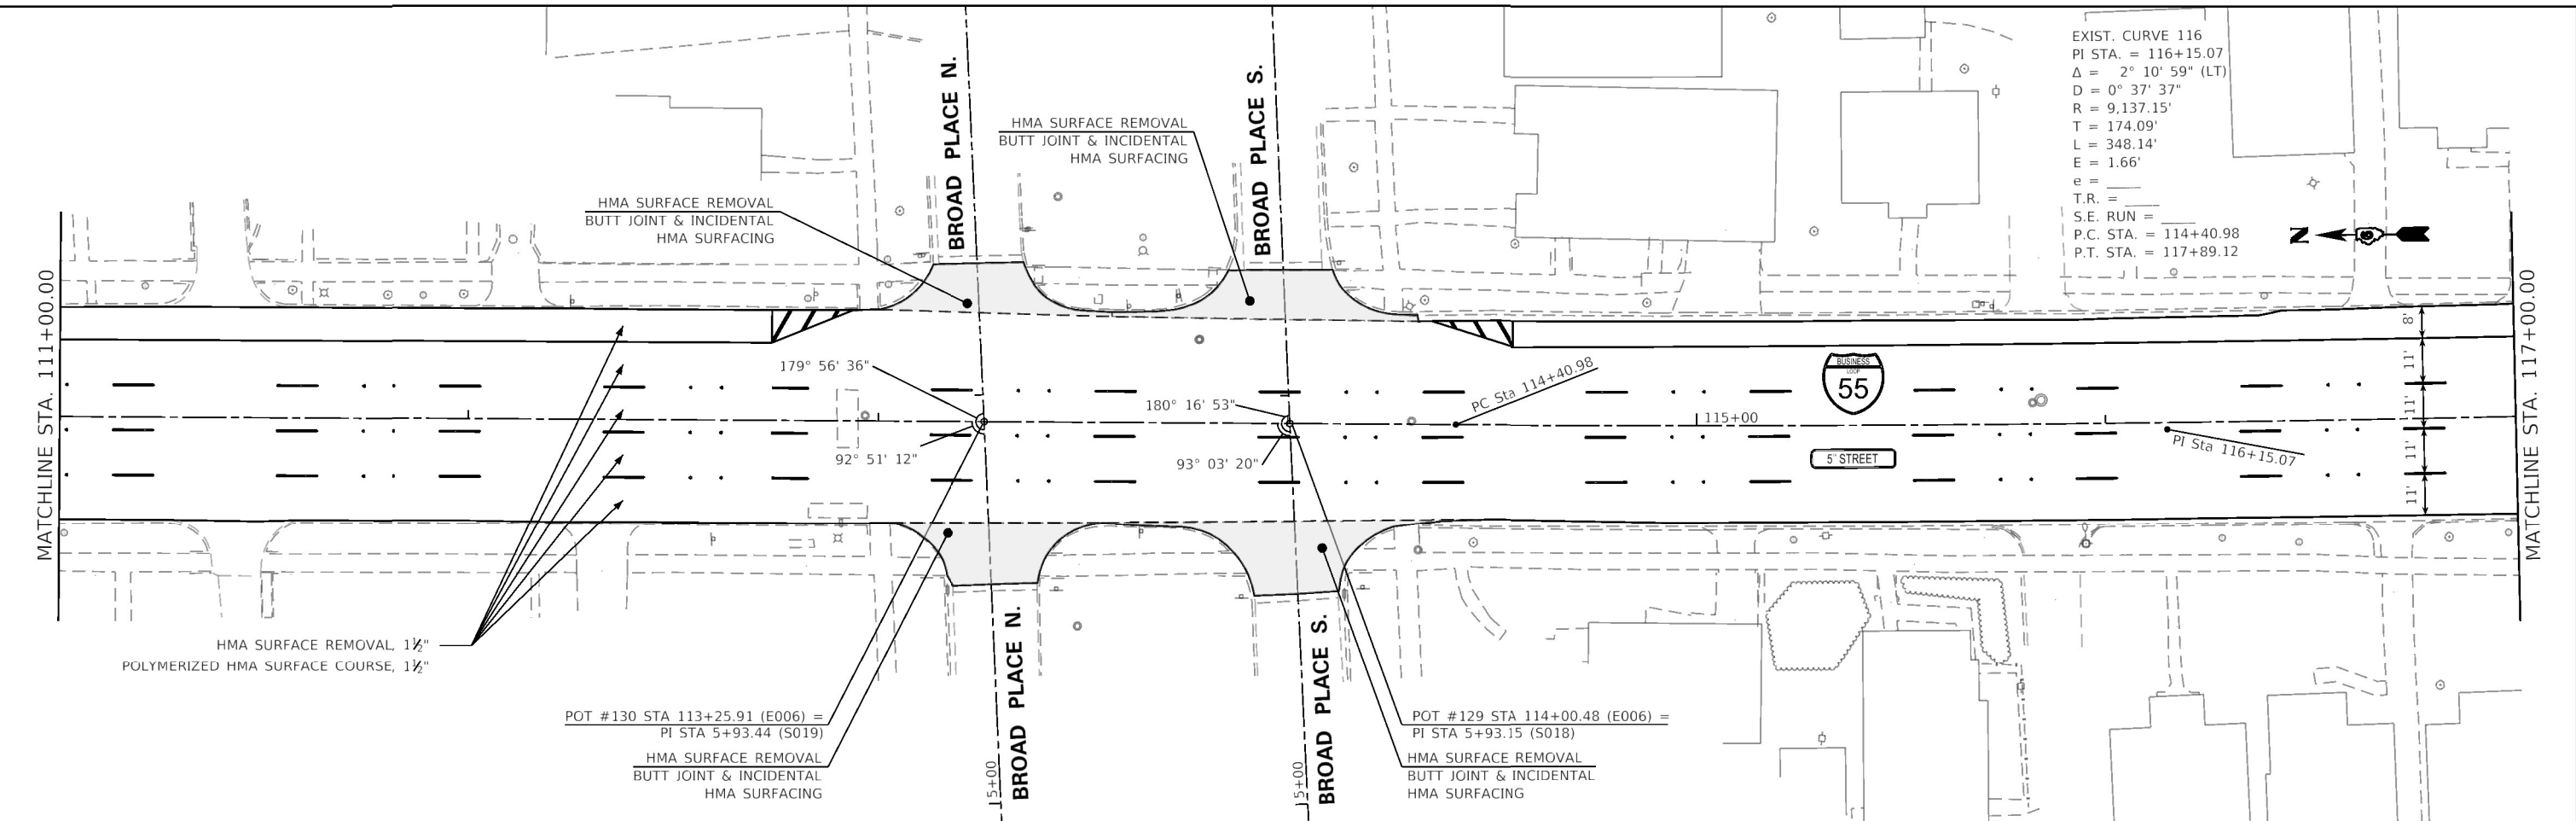 EXIST. CURVE 116
PI STA. = 116+15.07
Δ = 2° 10' 59" (LT)
D = 0° 37' 37"
R = 9,137.15'
T = 174.09'
L = 348.14'
E = 1.66'
e = ____
T.R. = ____
S.E. RUN = ____
P.C. STA. = 114+40.98
P.T. STA. = 117+89.12
N
BROAD PLACE N.
BROAD PLACE S.
HMA SURFACE REMOVAL
BUTT JOINT & INCIDENTAL
HMA SURFACING
HMA SURFACE REMOVAL
BUTT JOINT & INCIDENTAL
HMA SURFACING
MATCHLINE STA. 111+00.00
179° 56' 36"
92° 51' 12"
180° 16' 53"
93° 03' 20"
PC Sta 114+40.98
115+00
BUSINESS
LOOP
55
5TH STREET
PI Sta 116+15.07
8'
11'
11'
11'
11'
MATCHLINE STA. 117+00.00
HMA SURFACE REMOVAL, 1½"
POLYMERIZED HMA SURFACE COURSE, 1½"
POT #130 STA 113+25.91 (E006) =
PI STA 5+93.44 (S019)
HMA SURFACE REMOVAL
BUTT JOINT & INCIDENTAL
HMA SURFACING
5+00
BROAD PLACE N.
5+00
BROAD PLACE S.
POT #129 STA 114+00.48 (E006) =
PI STA 5+93.15 (S018)
HMA SURFACE REMOVAL
BUTT JOINT & INCIDENTAL
HMA SURFACING